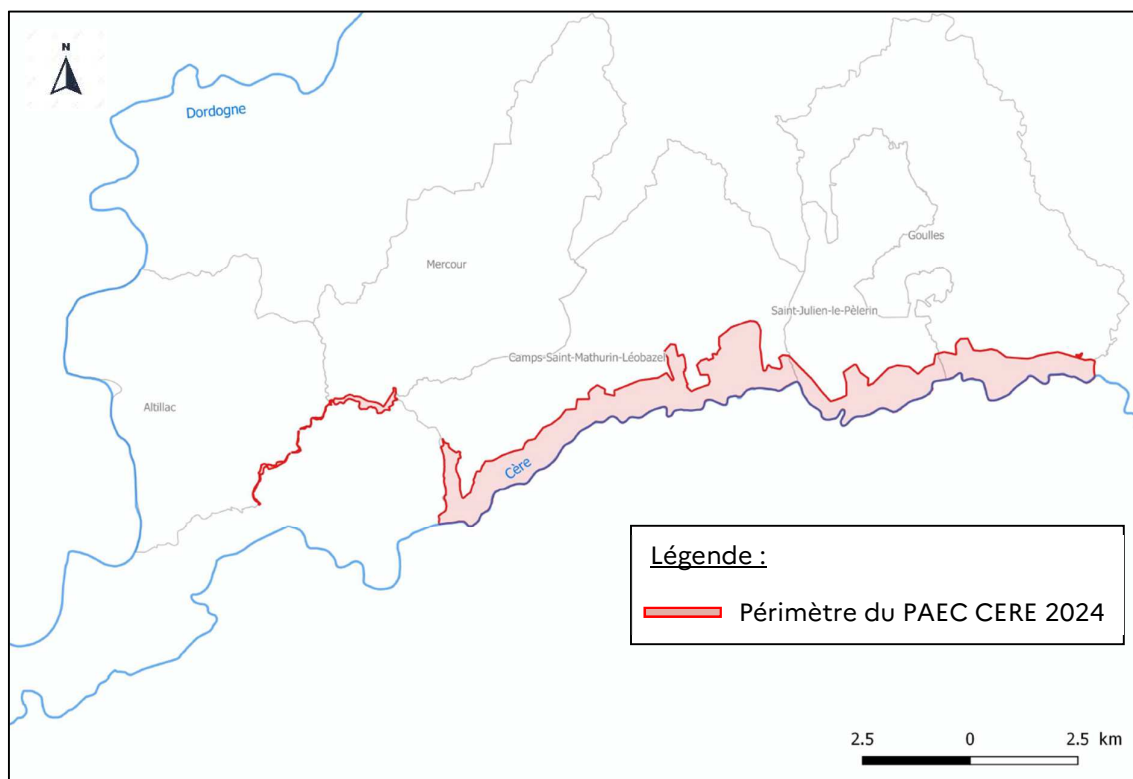 N
Dordogne
Goulles
Mercour
Saint-Julien-le-Pèlerin
Camps-Saint-Mathurin-Léobazel
Altillac
Cère
Légende :
Périmètre du PAEC CERE 2024
2.5 0 2.5 km